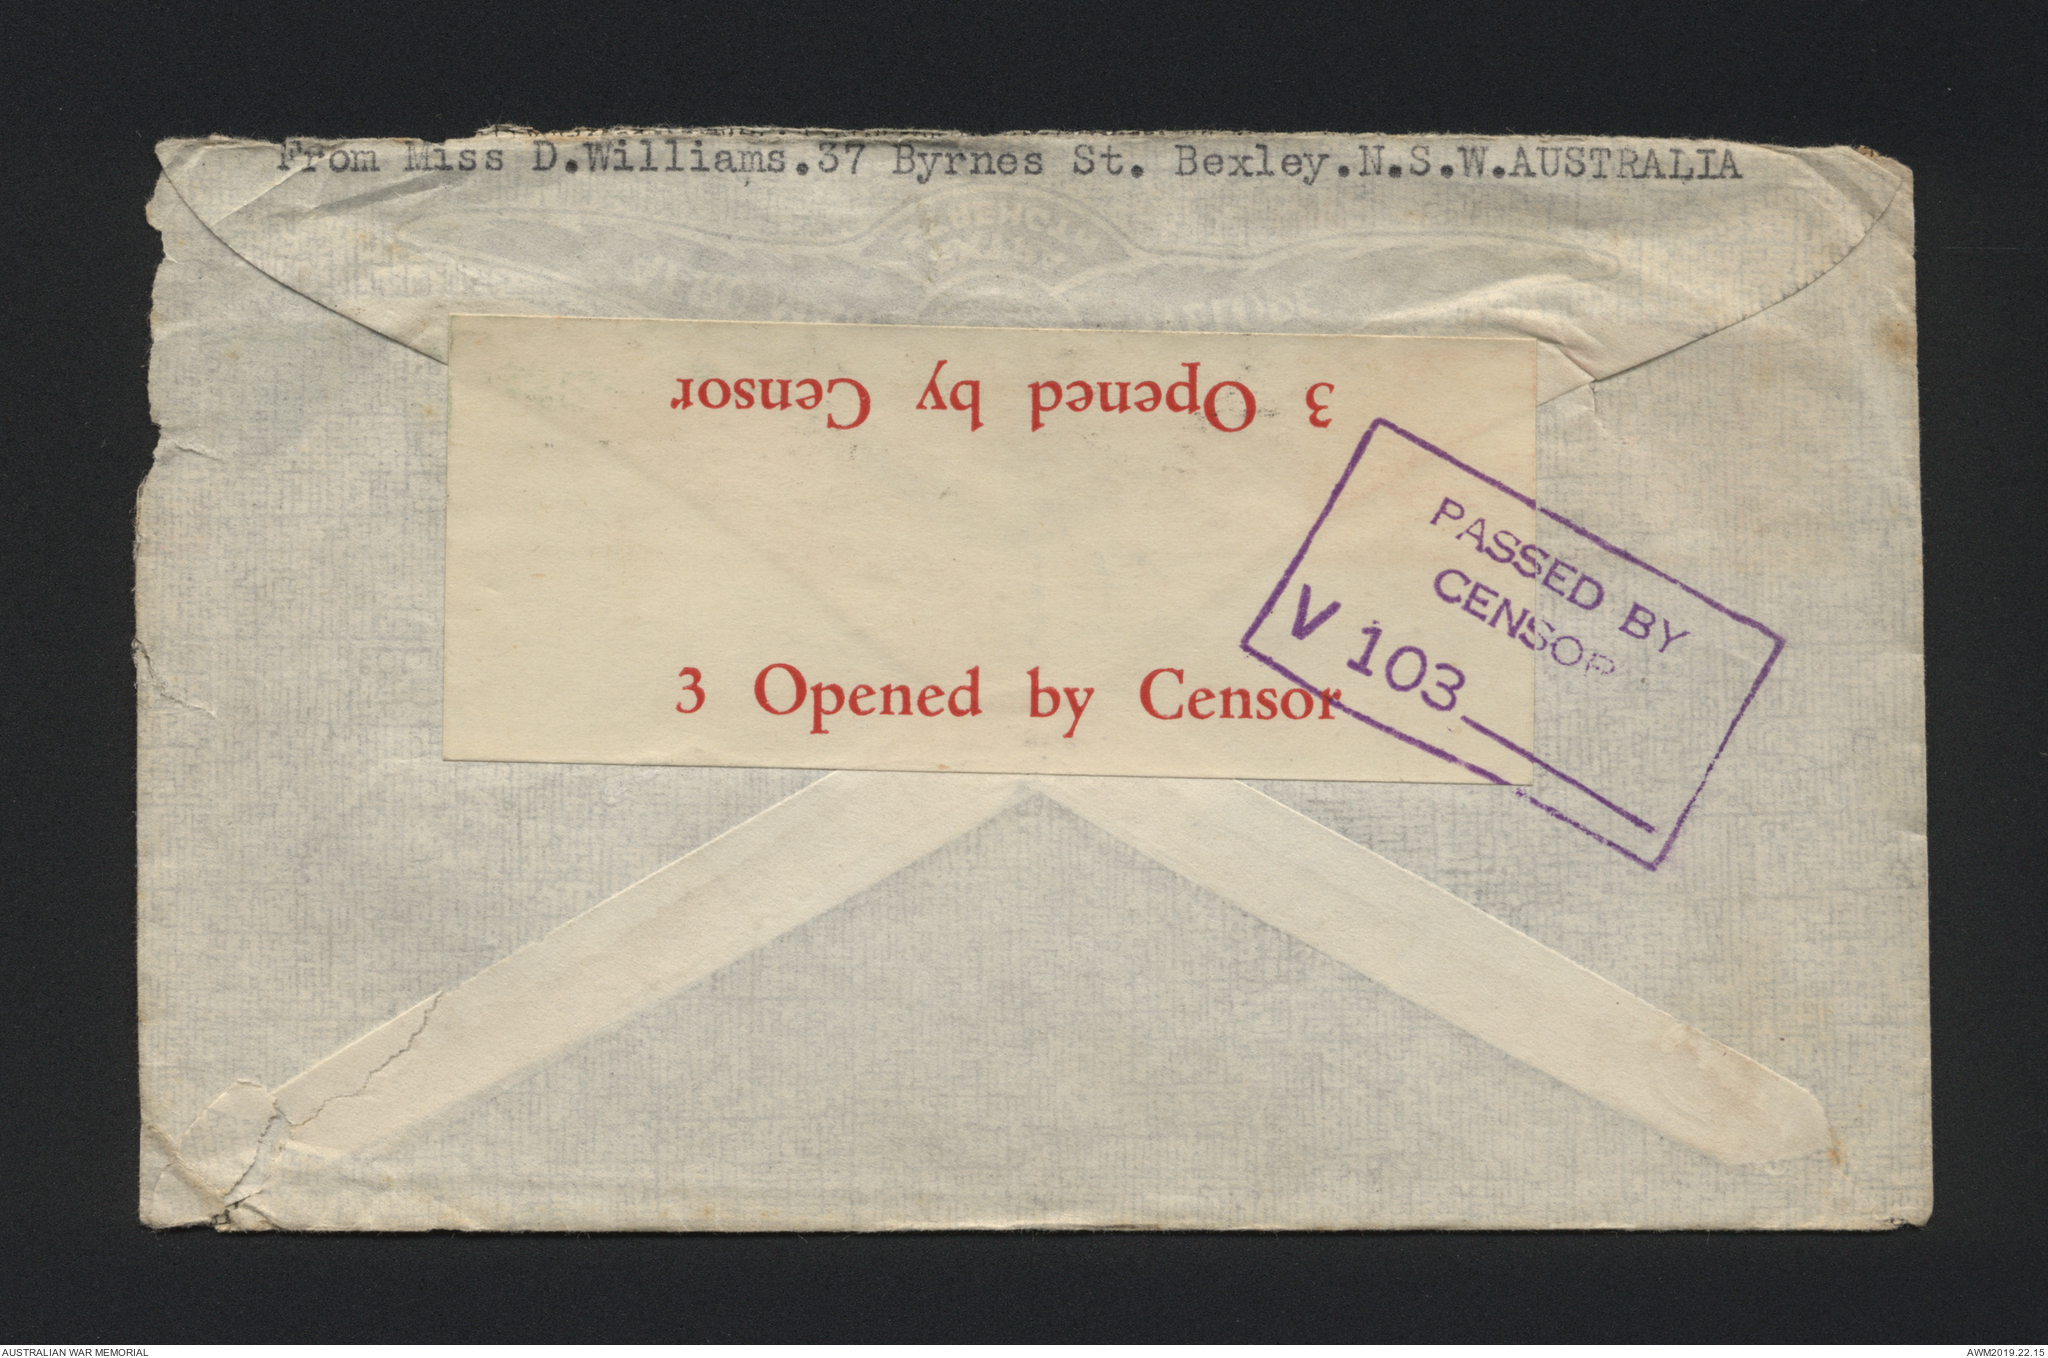 From Miss D.Williams.37 Byrnes St. Bexley.N.S.W.AUSTRALIA
3 Opened by Censor
PASSED BY
CENSOR
V 103
3 Opened by Censor
AUSTRALIAN WAR MEMORIAL
AWM2019.22.15